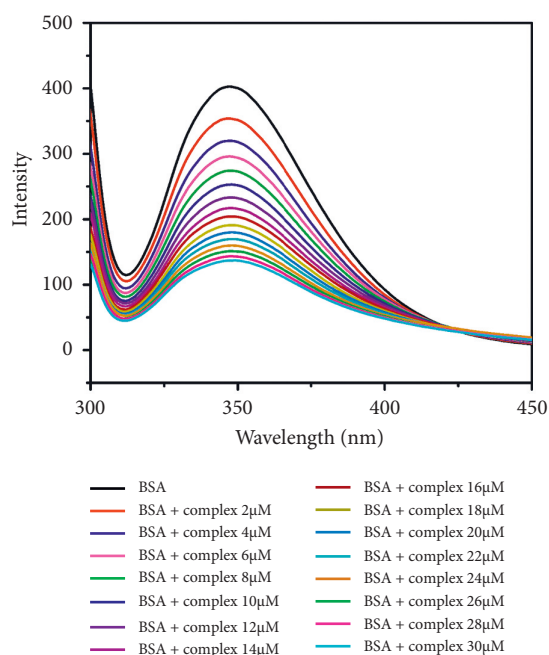 500
400
300
200
100
0
Intensity
300
350
400
450
Wavelength (nm)
BSA
BSA + complex 2μM
BSA + complex 4μM
BSA + complex 6μM
BSA + complex 8μM
BSA + complex 10μM
BSA + complex 12μM
BSA + complex 14μM
BSA + complex 16μM
BSA + complex 18μM
BSA + complex 20μM
BSA + complex 22μM
BSA + complex 24μM
BSA + complex 26μM
BSA + complex 28μM
BSA + complex 30μM